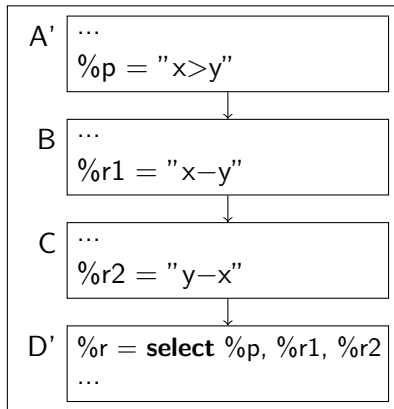 A' ...
%p = ”x>y”
B ...
%r1 = ”x−y”
C ...
%r2 = ”y−x”
D' %r = select %p, %r1, %r2
...